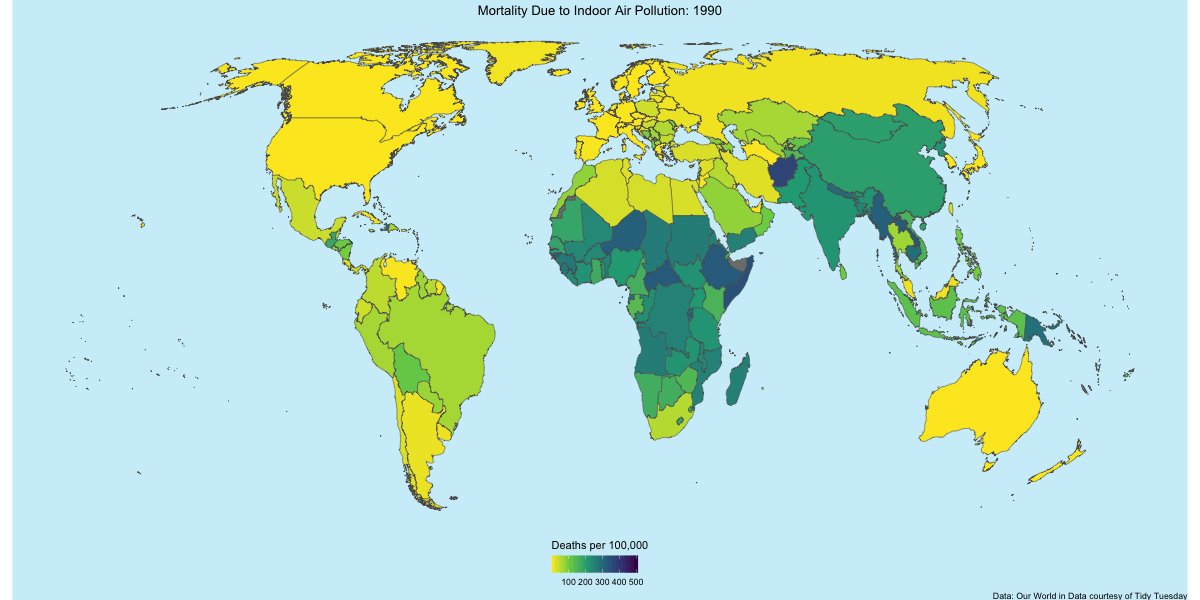 Mortality Due to Indoor Air Pollution: 1990
Deaths per 100,000
100 200 300 400 500
Data: Our World in Data courtesy of Tidy Tuesday